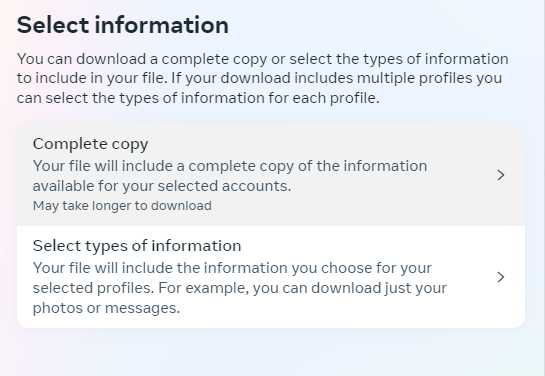 Select information
You can download a complete copy or select the types of information
to include in your file. If your download includes multiple profiles you
can select the types of information for each profile.
Complete copy
Your file will include a complete copy of the information
available for your selected accounts.
May take longer to download
Select types of information
Your file will include the information you choose for your
selected profiles. For example, you can download just your
photos or messages.